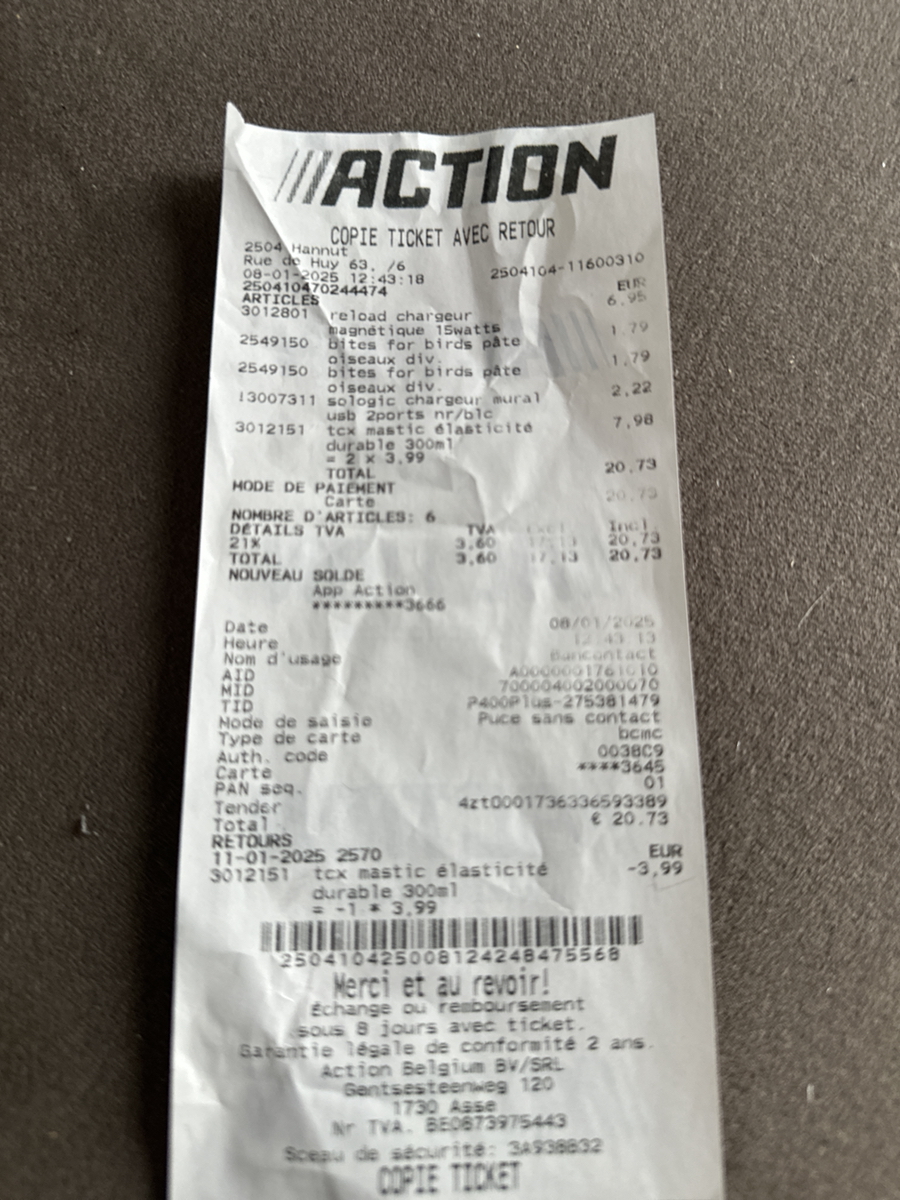 ACTION
COPIE TICKET AVEC RETOUR
2504 Hannut
Rue de Huy 63, /6
08-01-2025 12:43:18 2504104-11600310
250410470244474 EUR
ARTICLES 6,95
3012801 reload chargeur
magnétique 15watts 1,79
2549150 bites for birds pâte
oiseaux div. 1,79
2549150 bites for birds pâte
oiseaux div. 2,22
13007311 sologic chargeur mural
usb 2ports nr/blc 7,98
3012151 tcx mastic élasticité
durable 300ml
= 2 x 3,99
TOTAL 20,73
MODE DE PAIEMENT
Carte 20,73
NOMBRE D'ARTICLES: 6
DÉTAILS TVA TVA Excl. Incl.
21% 3,60 17,13 20,73
TOTAL 3,60 17,13 20,73
NOUVEAU SOLDE
App Action
*********3666
Date 08/01/2025
Heure 12:43:13
Nom d'usage Bancontact
AID A0000001761010
MID 700004002000070
TID P400Plus-275381479
Mode de saisie Puce sans contact
Type de carte bcmc
Auth. code 0038C9
Carte ****3645
PAN seq. 01
Tender 4zt0001736336593389
Total € 20.73
RETOURS
11-01-2025 2570 EUR
3012151 tcx mastic élasticité -3,99
durable 300ml
= -1 * 3,99
2504104250081242484 75568
Merci et au revoir!
Échange ou remboursement
sous 8 jours avec ticket.
Garantie légale de conformité 2 ans.
Action Belgium BV/SRL
Gentsesteenweg 120
1730 Asse
Nr TVA. BE0873975443
Sceau de sécurité: 3A938832
COPIE TICKET